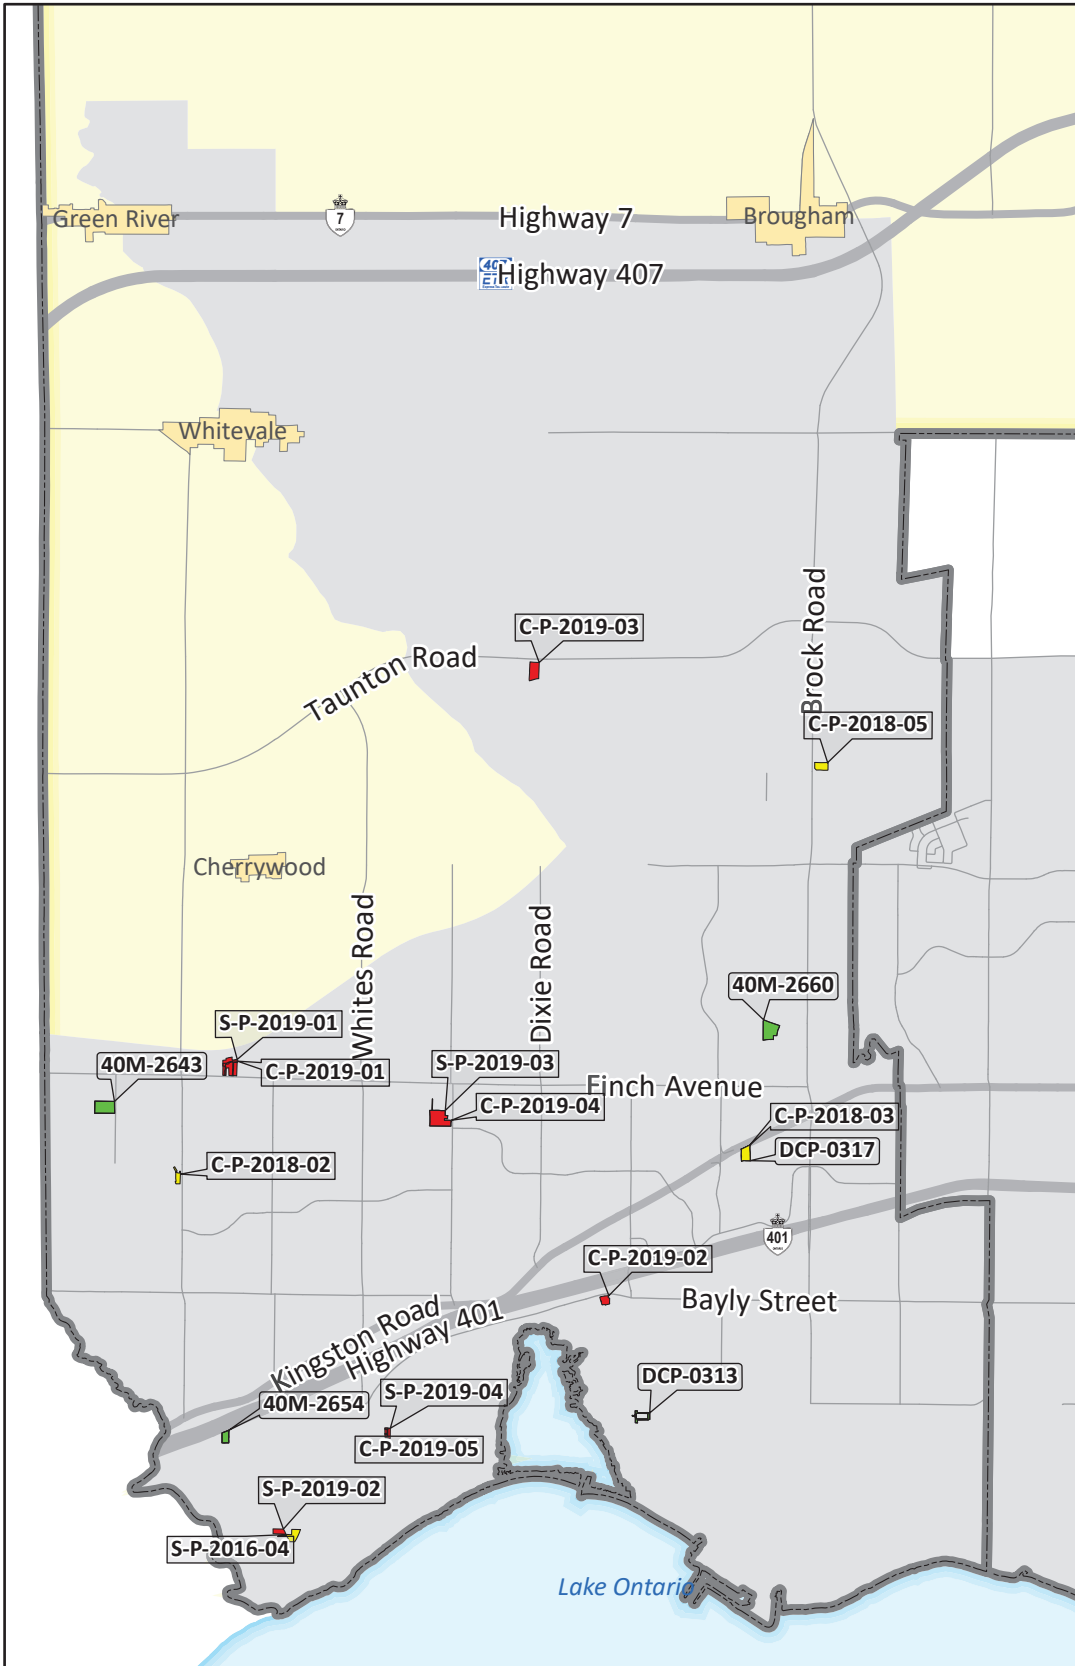 Green River
7
Highway 7
Brougham
407
ETR
Highway 407
Whitevale
C-P-2019-03
Taunton Road
Brock Road
C-P-2018-05
Cherrywood
Whites Road
Dixie Road
40M-2660
S-P-2019-01
40M-2643
C-P-2019-01
S-P-2019-03
Finch Avenue
C-P-2019-04
C-P-2018-03
DCP-0317
C-P-2018-02
401
C-P-2019-02
Bayly Street
Kingston Road
Highway 401
DCP-0313
S-P-2019-04
40M-2654
C-P-2019-05
S-P-2019-02
S-P-2016-04
Lake Ontario